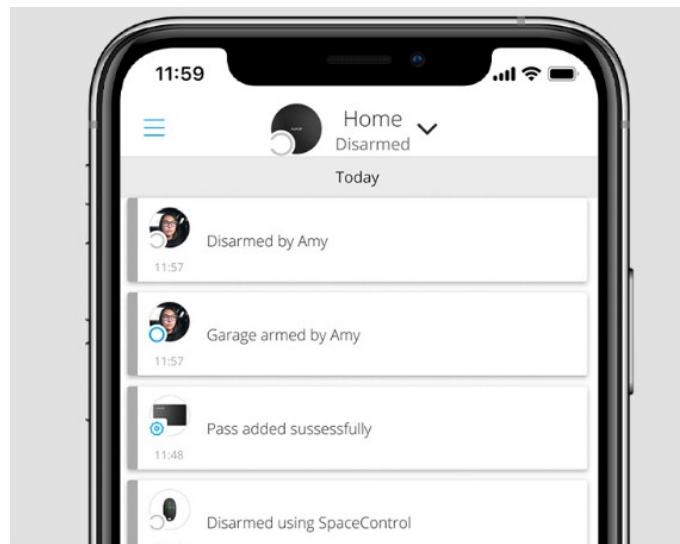 11:59
Home
Disarmed
Today
Disarmed by Amy
11:57
Garage armed by Amy
11:57
Pass added sussessfully
11:48
Disarmed using SpaceControl